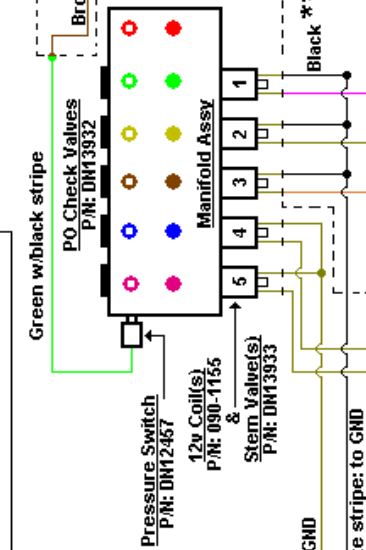 Bro
Black *
Green w/black stripe
PO Check Valves
P/N: DN13932
Manifold Assy
1
2
3
4
5
Pressure Switch
P/N: DN12457
12v Coil(s)
P/N: 090-1155
&
Stem Valve(s)
P/N: DN13933
GND
e stripe: to GND